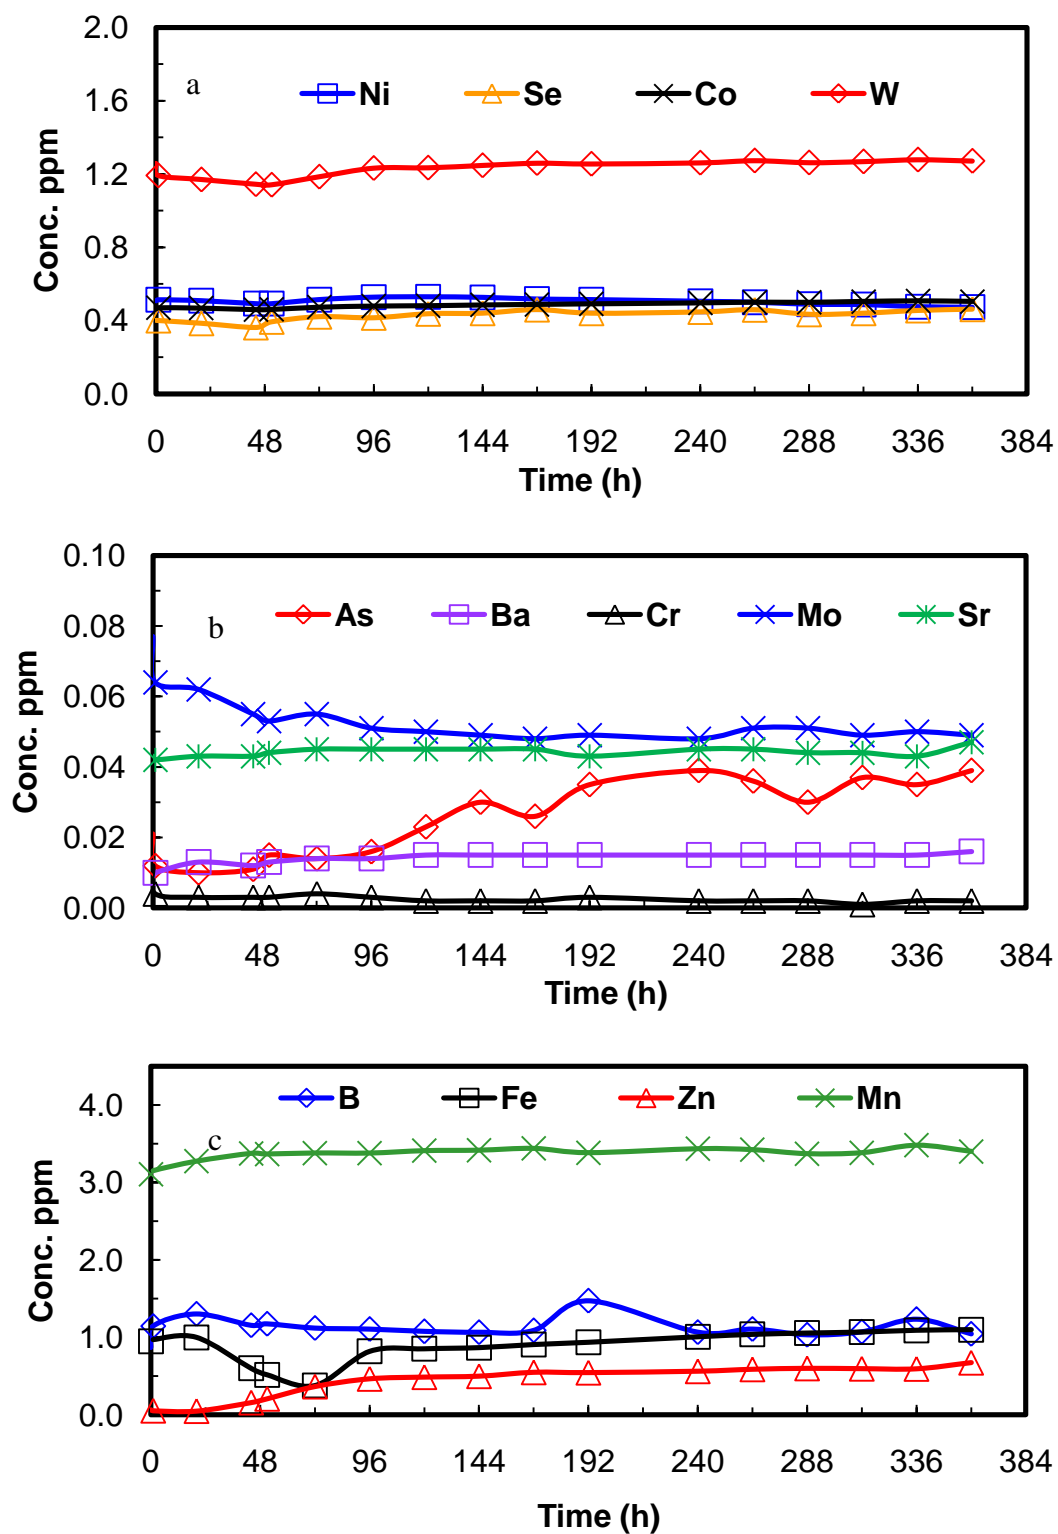 2.0
a
Ni Se Co W
1.6
1.2
0.8
0.4
0.0
Conc. ppm
0 48 96 144 192 240 288 336 384
Time (h)
0.10
As Ba Cr Mo Sr
b
0.08
0.06
0.04
0.02
0.00
Conc. ppm
0 48 96 144 192 240 288 336 384
Time (h)
B Fe Zn Mn
4.0
c
3.0
2.0
1.0
0.0
Conc. ppm
0 48 96 144 192 240 288 336 384
Time (h)